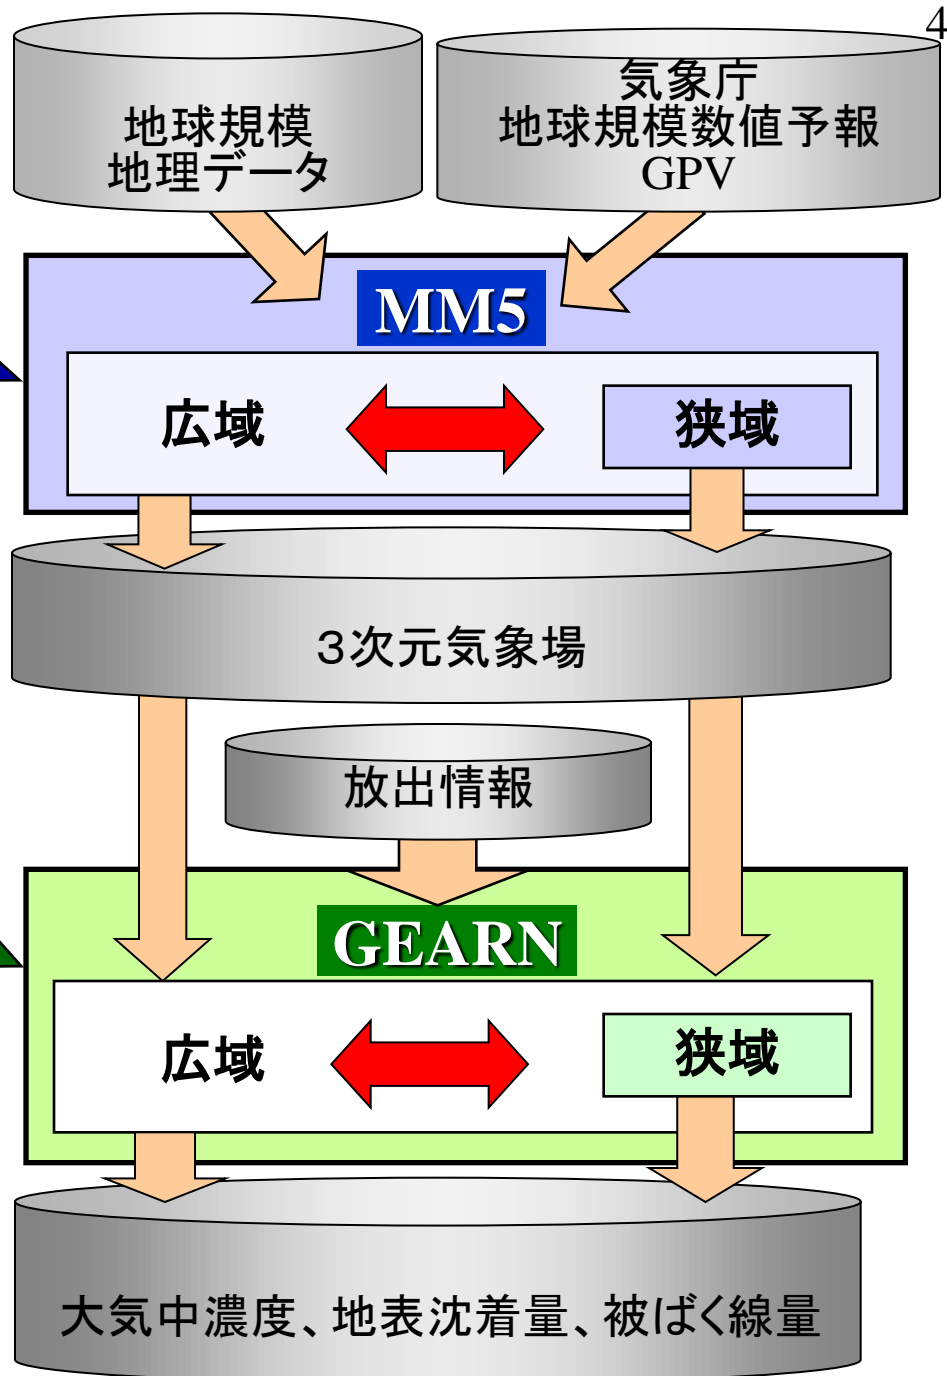 4
地球規模
地理データ
気象庁
地球規模数値予報
GPV
MM5
広域
狭域
３次元気象場
放出情報
GEARN
広域
狭域
大気中濃度、地表沈着量、被ばく線量